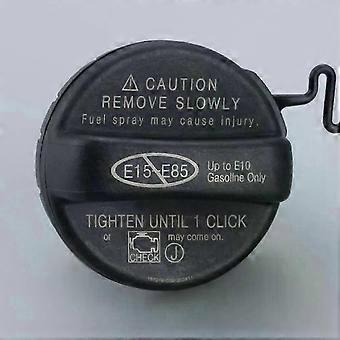 ⚠ CAUTION
REMOVE SLOWLY
Fuel spray may cause injury.
E15-E85 Up to E10
Gasoline Only
TIGHTEN UNTIL 1 CLICK
or CHECK may come on. J